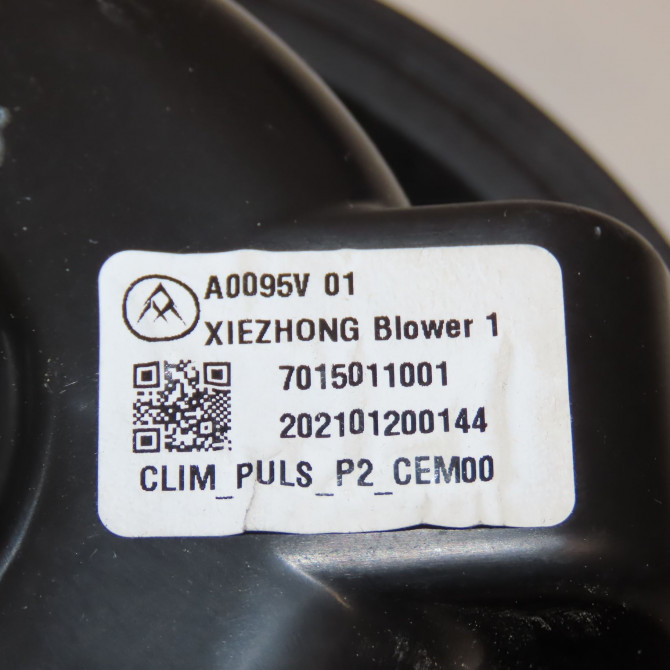 A0095V 01
XIEZHONG Blower 1
7015011001
202101200144
CLIM_PULS_P2_CEM00